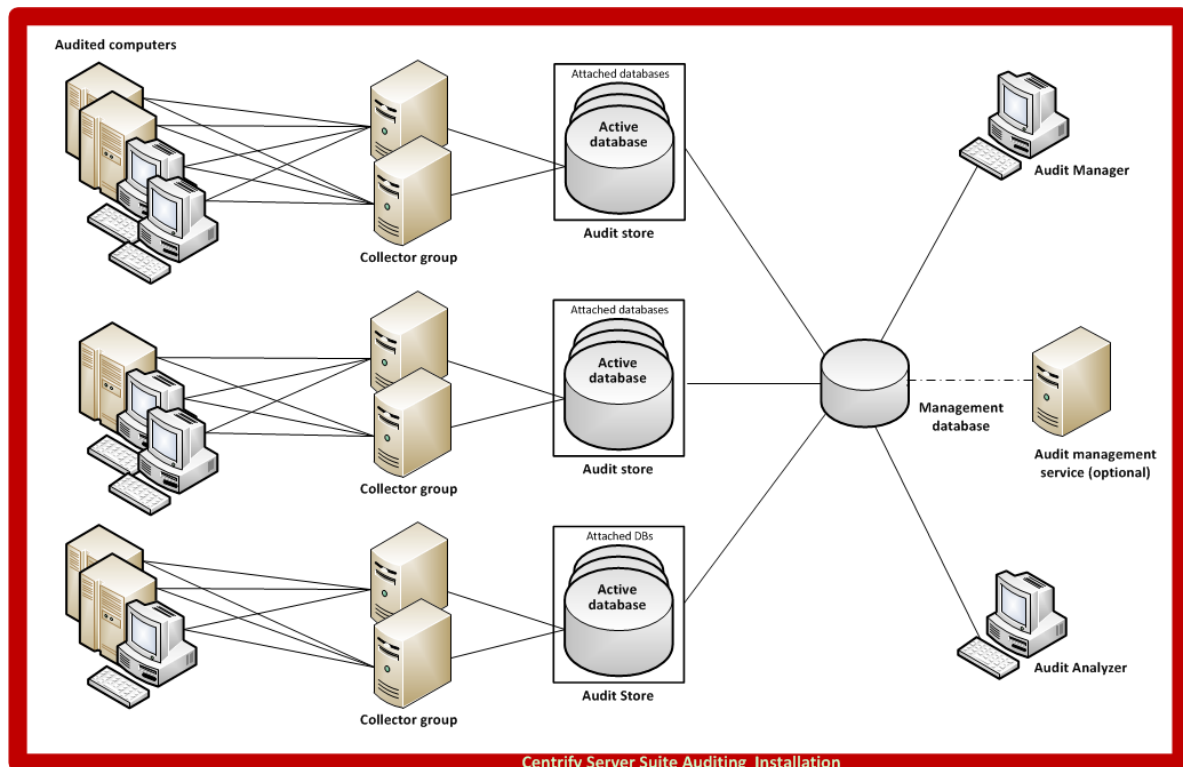 Audited computers
Attached databases
Active
database
Audit store
Collector group
Audit Manager
Attached databases
Active
database
Audit store
Collector group
Management
database
Audit management
service (optional)
Attached DBs
Active
database
Audit Store
Collector group
Audit Analyzer
Centrify Server Suite Auditing Installation